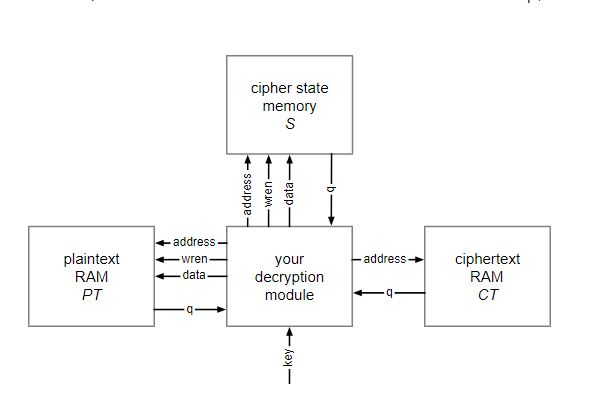 cipher state
memory
S
address
wren
data
q
plaintext
RAM
PT
address
wren
data
q
your
decryption
module
address
q
ciphertext
RAM
CT
key